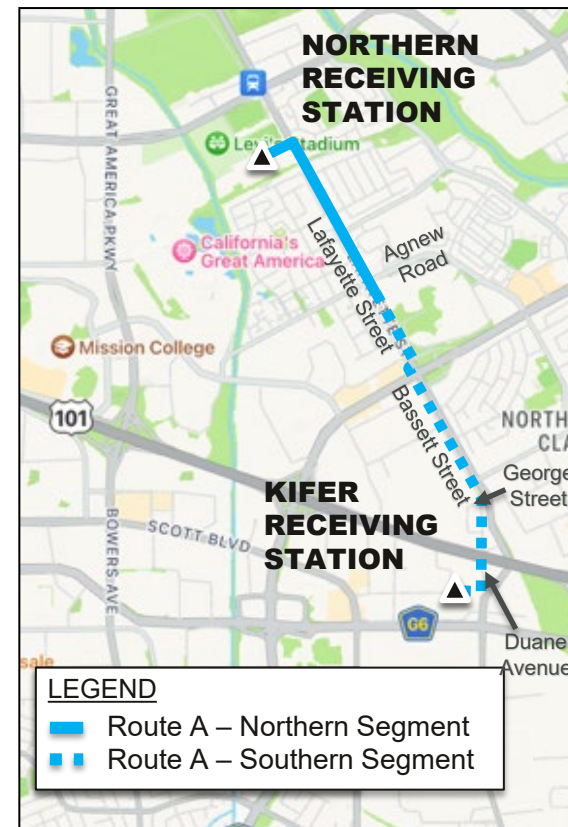 NORTHERN
RECEIVING
STATION
GREAT AMERICA PKWY
Levi's Stadium
California's
Great America
Lafayette Street
Agnew
Road
Mission College
101
Bassett Street
NORTH
CLA
George
Street
KIFER
RECEIVING
STATION
BOWERS AVE
SCOTT BLVD
G6
Duane
Avenue
sale
LEGEND
Route A – Northern Segment
Route A – Southern Segment